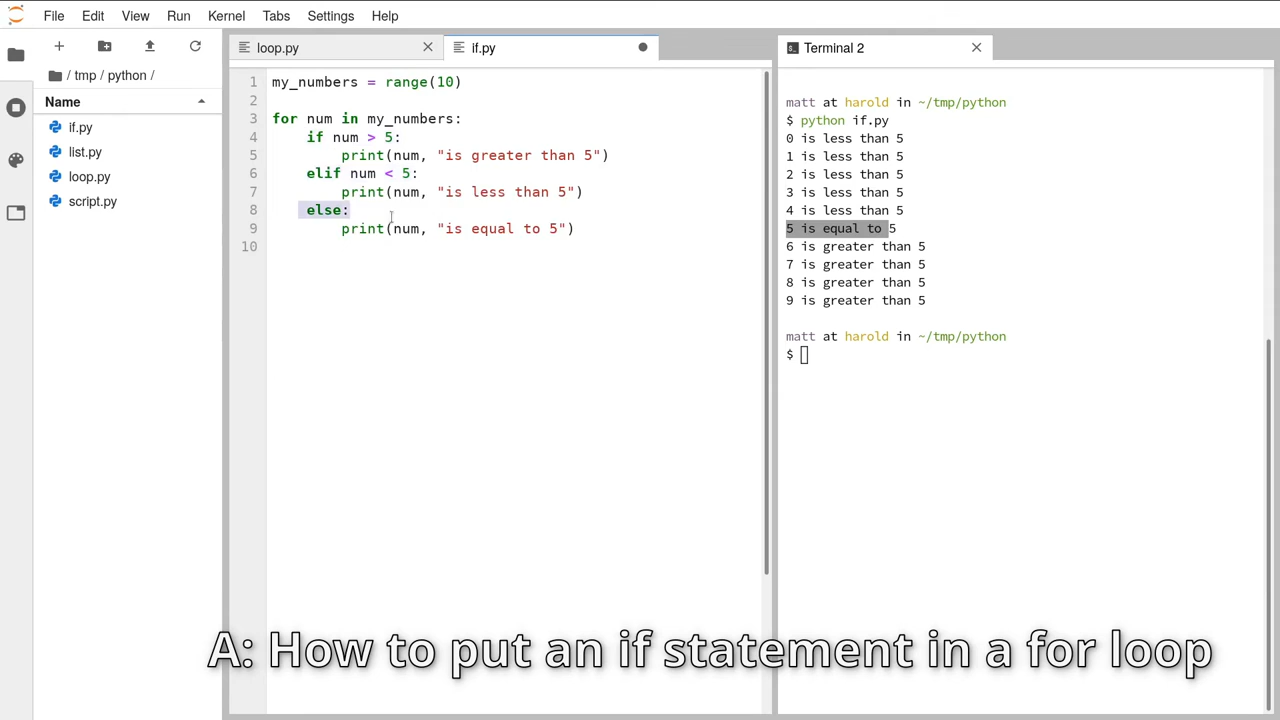 File Edit View Run Kernel Tabs Settings Help
/ tmp / python /
Name
if.py
list.py
loop.py
script.py
loop.py
if.py
1 my_numbers = range(10)
2
3 for num in my_numbers:
4     if num > 5:
5         print(num, "is greater than 5")
6     elif num < 5:
7         print(num, "is less than 5")
8     else:
9         print(num, "is equal to 5")
10
Terminal 2
matt at harold in ~/tmp/python
$ python if.py
0 is less than 5
1 is less than 5
2 is less than 5
3 is less than 5
4 is less than 5
5 is equal to 5
6 is greater than 5
7 is greater than 5
8 is greater than 5
9 is greater than 5
matt at harold in ~/tmp/python
$
A: How to put an if statement in a for loop